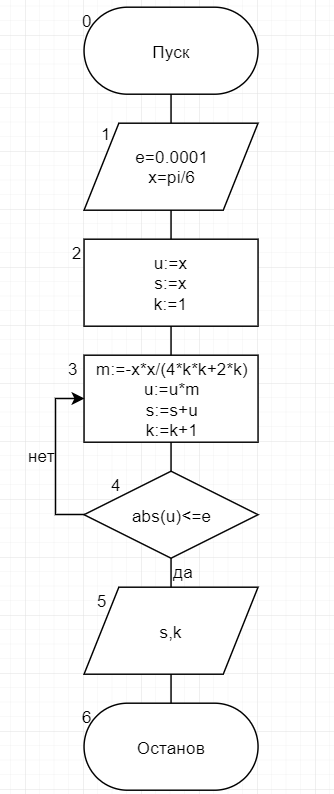 0
Пуск
1
e=0.0001
x=pi/6
2
u:=x
s:=x
k:=1
3
m:=-x*x/(4*k*k+2*k)
u:=u*m
s:=s+u
k:=k+1
нет
4
abs(u)<=e
да
5
s,k
6
Останов